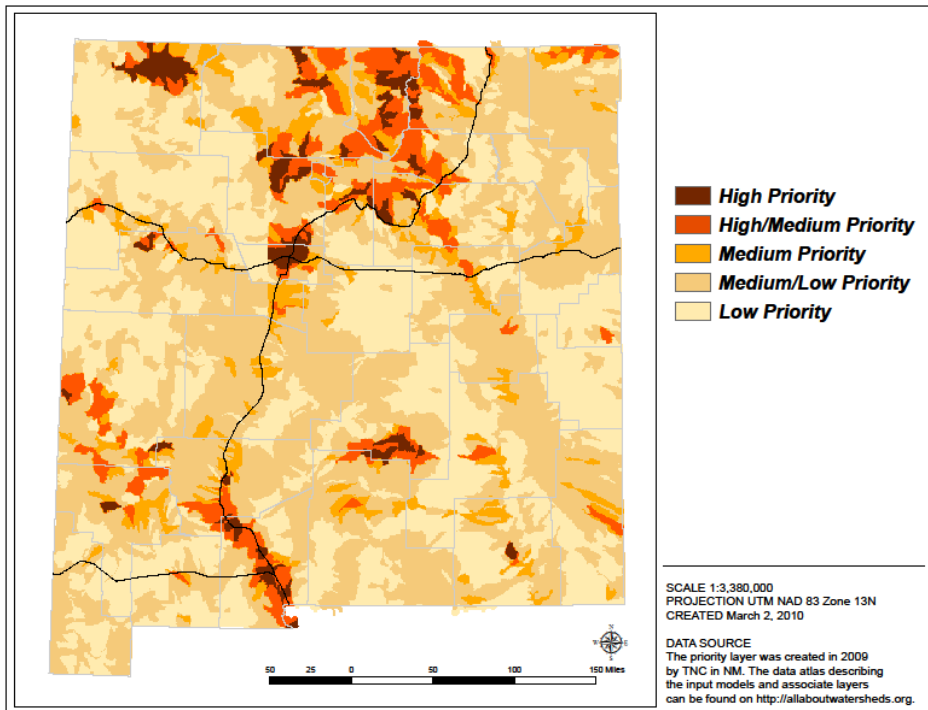 High Priority
High/Medium Priority
Medium Priority
Medium/Low Priority
Low Priority
SCALE 1:3,380,000
PROJECTION UTM NAD 83 Zone 13N
CREATED March 2, 2010
DATA SOURCE
The priority layer was created in 2009
by TNC in NM. The data atlas describing
the input models and associate layers
can be found on http://allaboutwatersheds.org.
N
W E
S
50 25 0 50 100 150 Miles